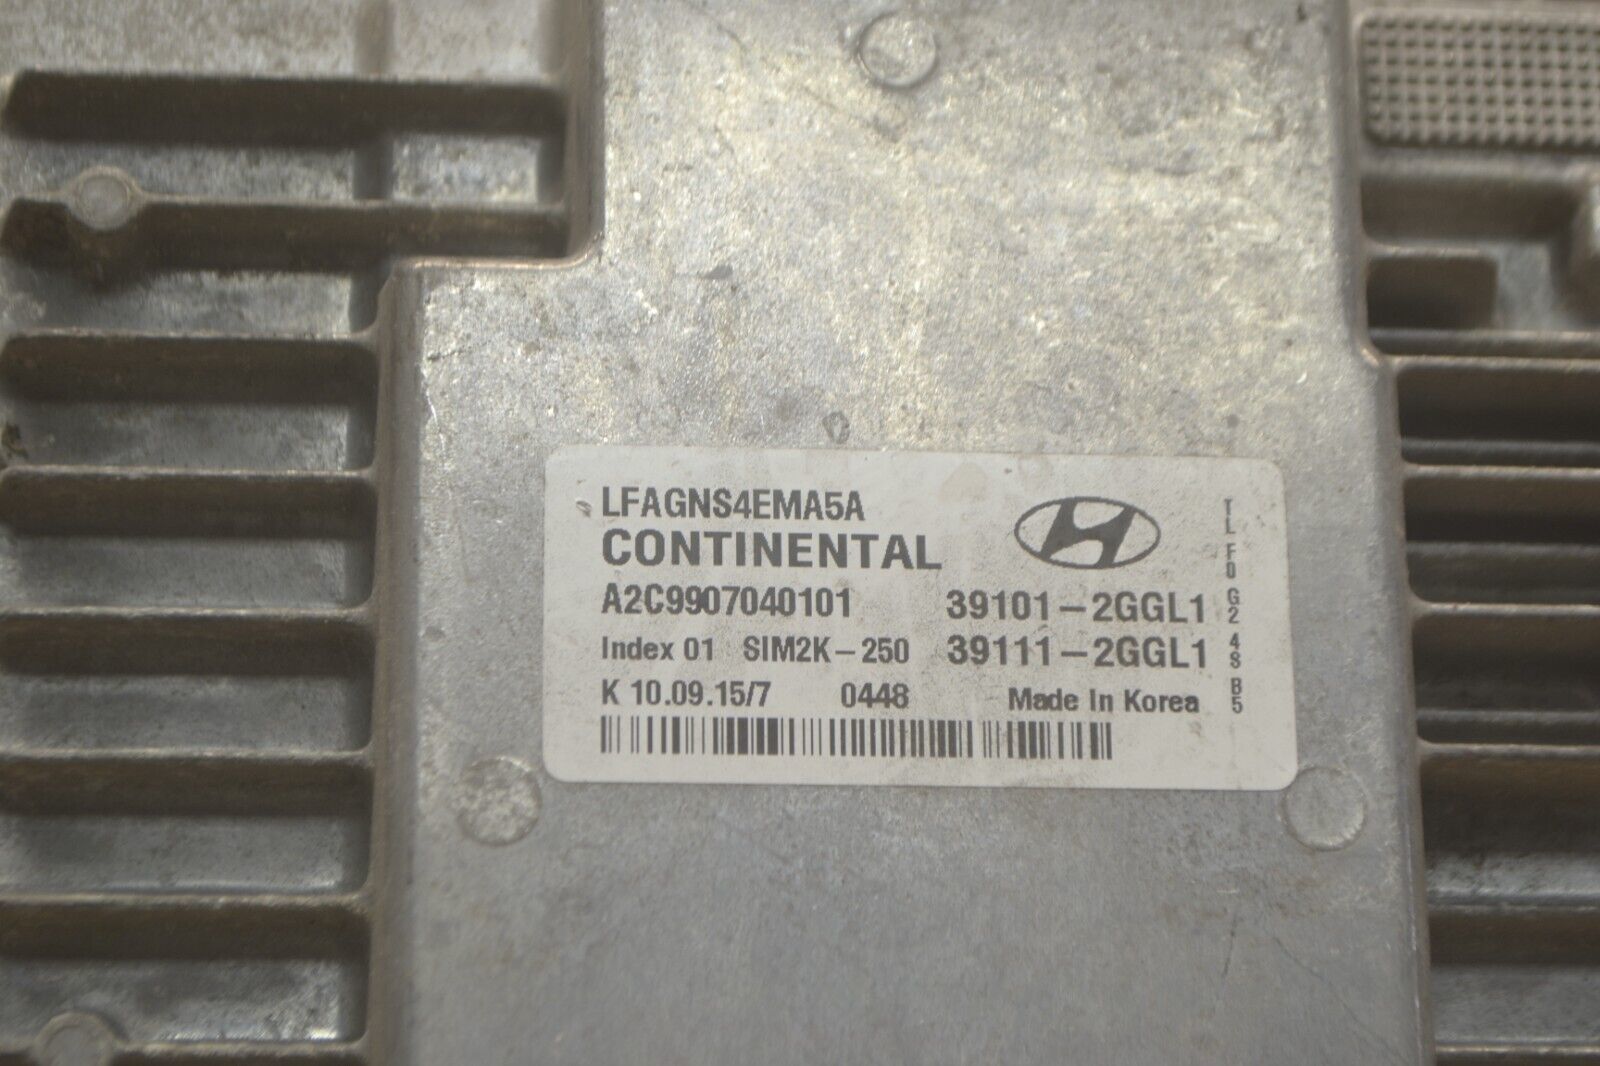 LFAGNS4EMA5A
CONTINENTAL
A2C9907040101 39101-2GGL1
Index 01 SIM2K-250 39111-2GGL1
K 10.09.15/7 0448 Made In Korea
TL F0 G2 48 B5